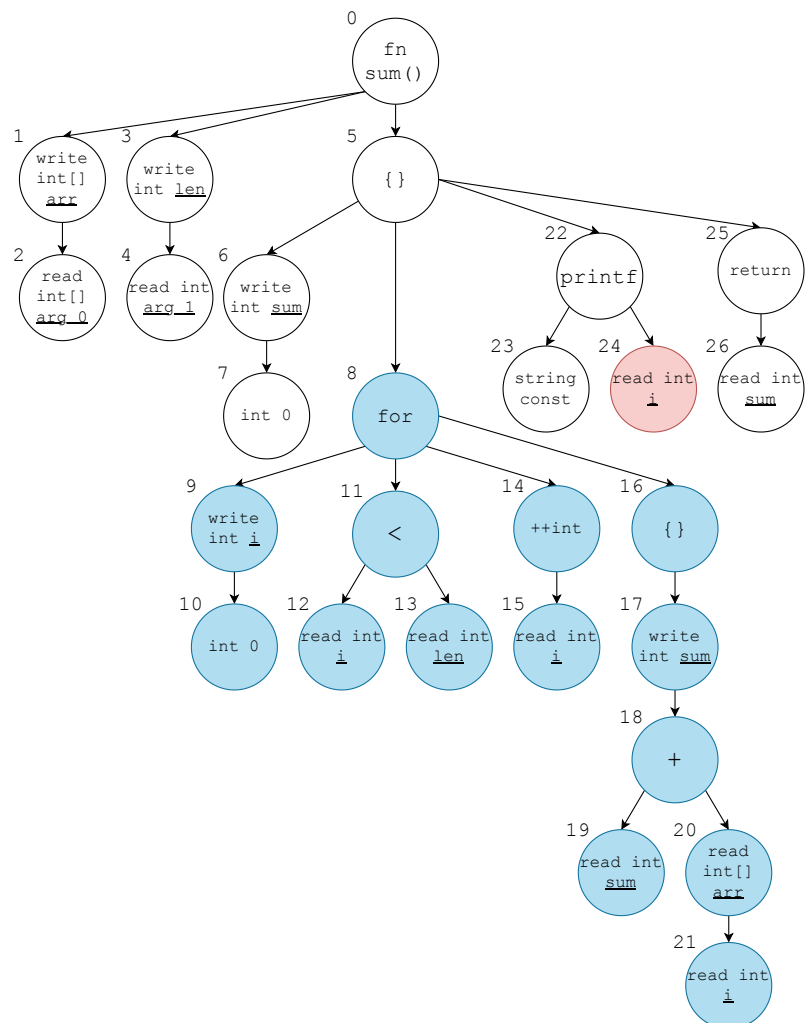 0
fn
sum()
1
write
int[]
arr
3
write
int len
5
{}
2
read
int[]
arg_0
4
read int
arg_1
6
write
int sum
22
printf
25
return
7
int 0
8
for
23
string
const
24
read int
i
26
read int
sum
9
write
int i
11
<
14
++int
16
{}
10
int 0
12
read int
i
13
read int
len
15
read int
i
17
write
int sum
18
+
19
read int
sum
20
read
int[]
arr
21
read int
i